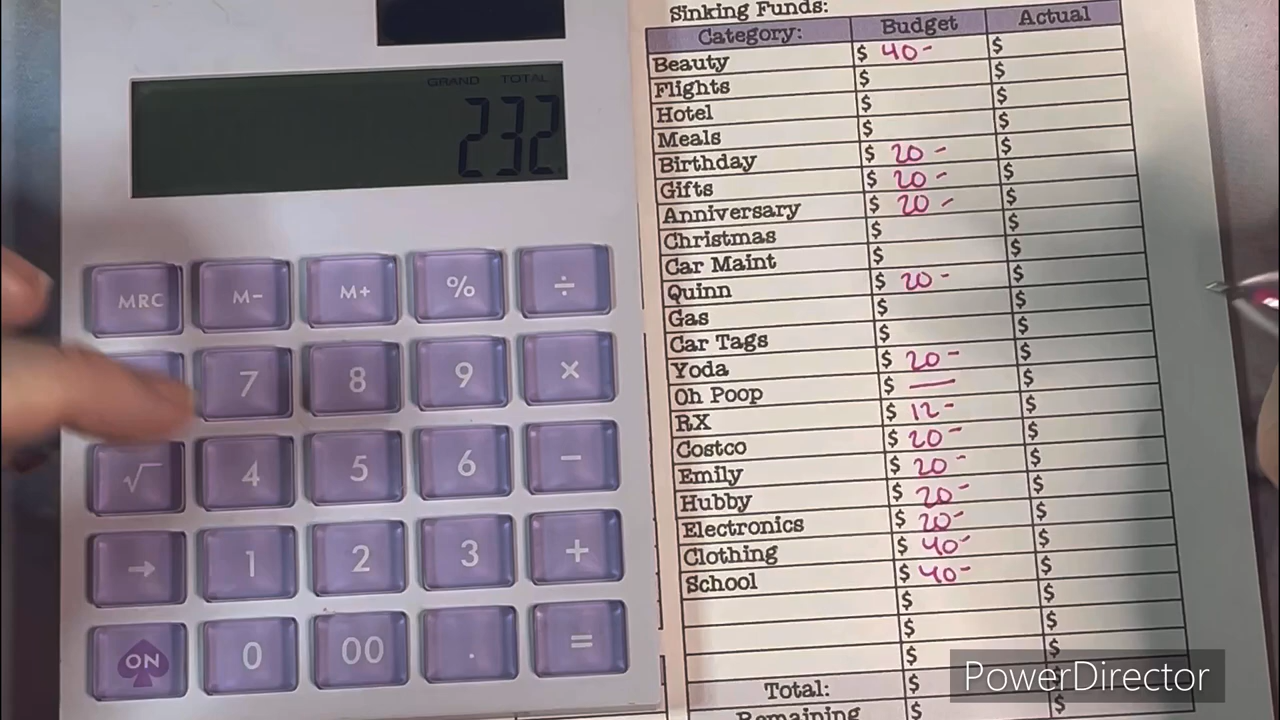 Sinking Funds:
Category: Budget Actual
Beauty $ 40- $
Flights $ $
Hotel $ $
Meals $ $
Birthday $ 20- $
Gifts $ 20- $
Anniversary $ 20- $
Christmas $ $
Car Maint $ $
Quinn $ 20- $
Gas $ $
Car Tags $ $
Yoda $ 20- $
Oh Poop $ — $
RX $ 12- $
Costco $ 20- $
Emily $ 20- $
Hubby $ 20- $
Electronics $ 20- $
Clothing $ 40- $
School $ 40- $
$ $
$ $
$ $
Total: $ $
Remaining $ $
GRAND TOTAL
232.
MRC M- M+ % ÷
7 8 9 ×
√ 4 5 6 −
→ 1 2 3 +
ON 0 00 . =
PowerDirector